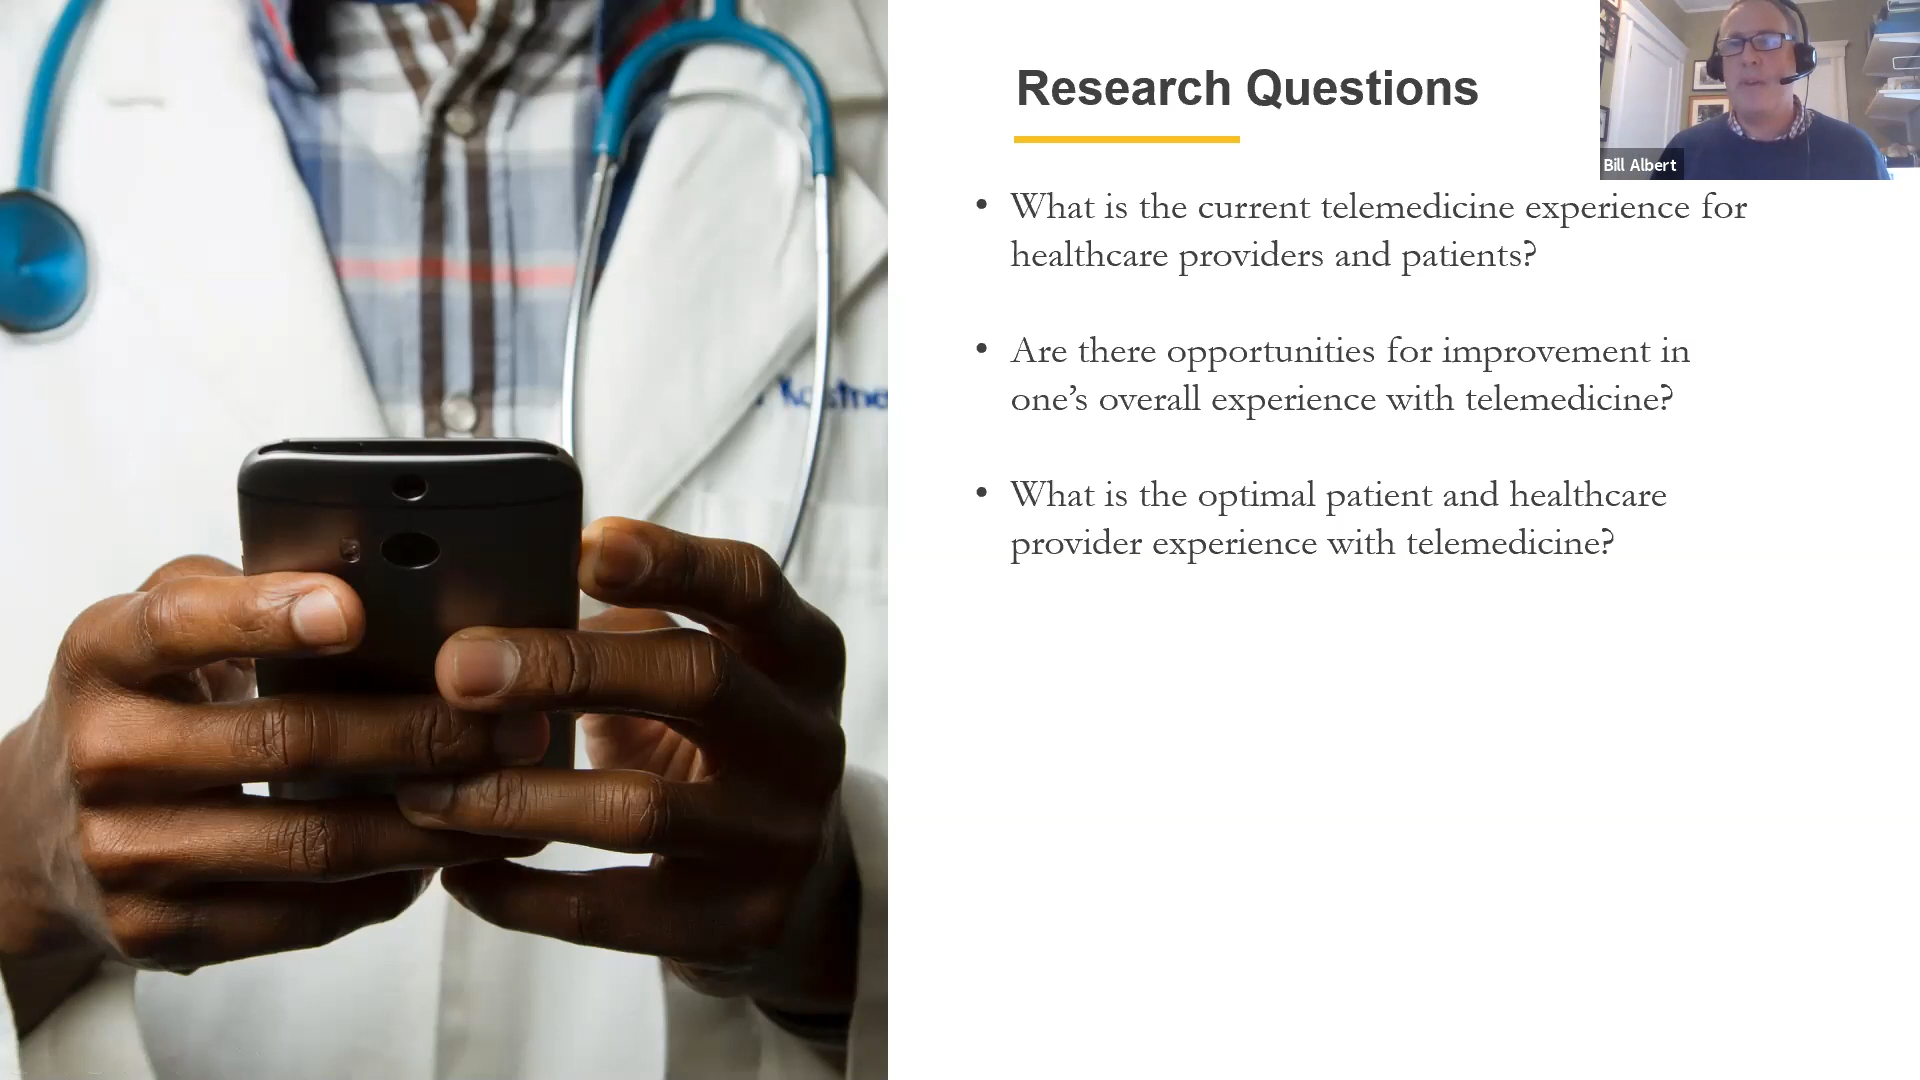 Research Questions
Bill Albert
• What is the current telemedicine experience for
healthcare providers and patients?
• Are there opportunities for improvement in
one’s overall experience with telemedicine?
• What is the optimal patient and healthcare
provider experience with telemedicine?